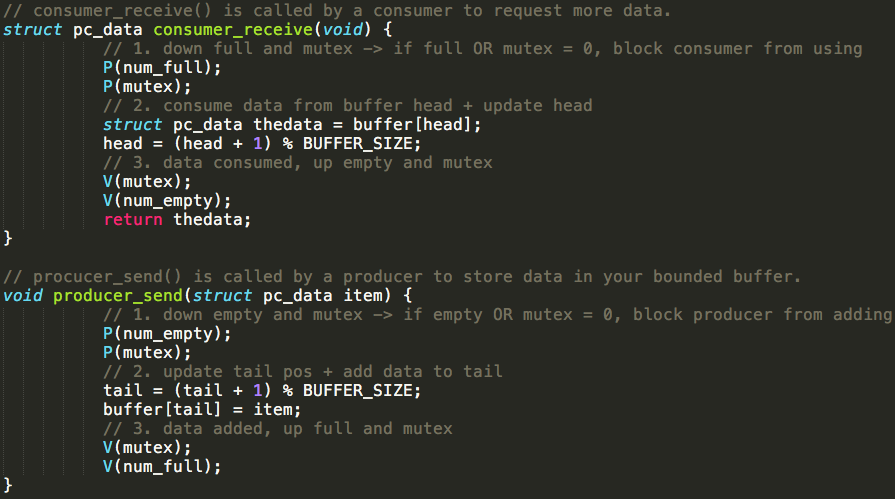 // consumer_receive() is called by a consumer to request more data.
struct pc_data consumer_receive(void) {
// 1. down full and mutex -> if full OR mutex = 0, block consumer from using
P(num_full);
P(mutex);
// 2. consume data from buffer head + update head
struct pc_data thedata = buffer[head];
head = (head + 1) % BUFFER_SIZE;
// 3. data consumed, up empty and mutex
V(mutex);
V(num_empty);
return thedata;
}
// procucer_send() is called by a producer to store data in your bounded buffer.
void producer_send(struct pc_data item) {
// 1. down empty and mutex -> if empty OR mutex = 0, block producer from adding
P(num_empty);
P(mutex);
// 2. update tail pos + add data to tail
tail = (tail + 1) % BUFFER_SIZE;
buffer[tail] = item;
// 3. data added, up full and mutex
V(mutex);
V(num_full);
}